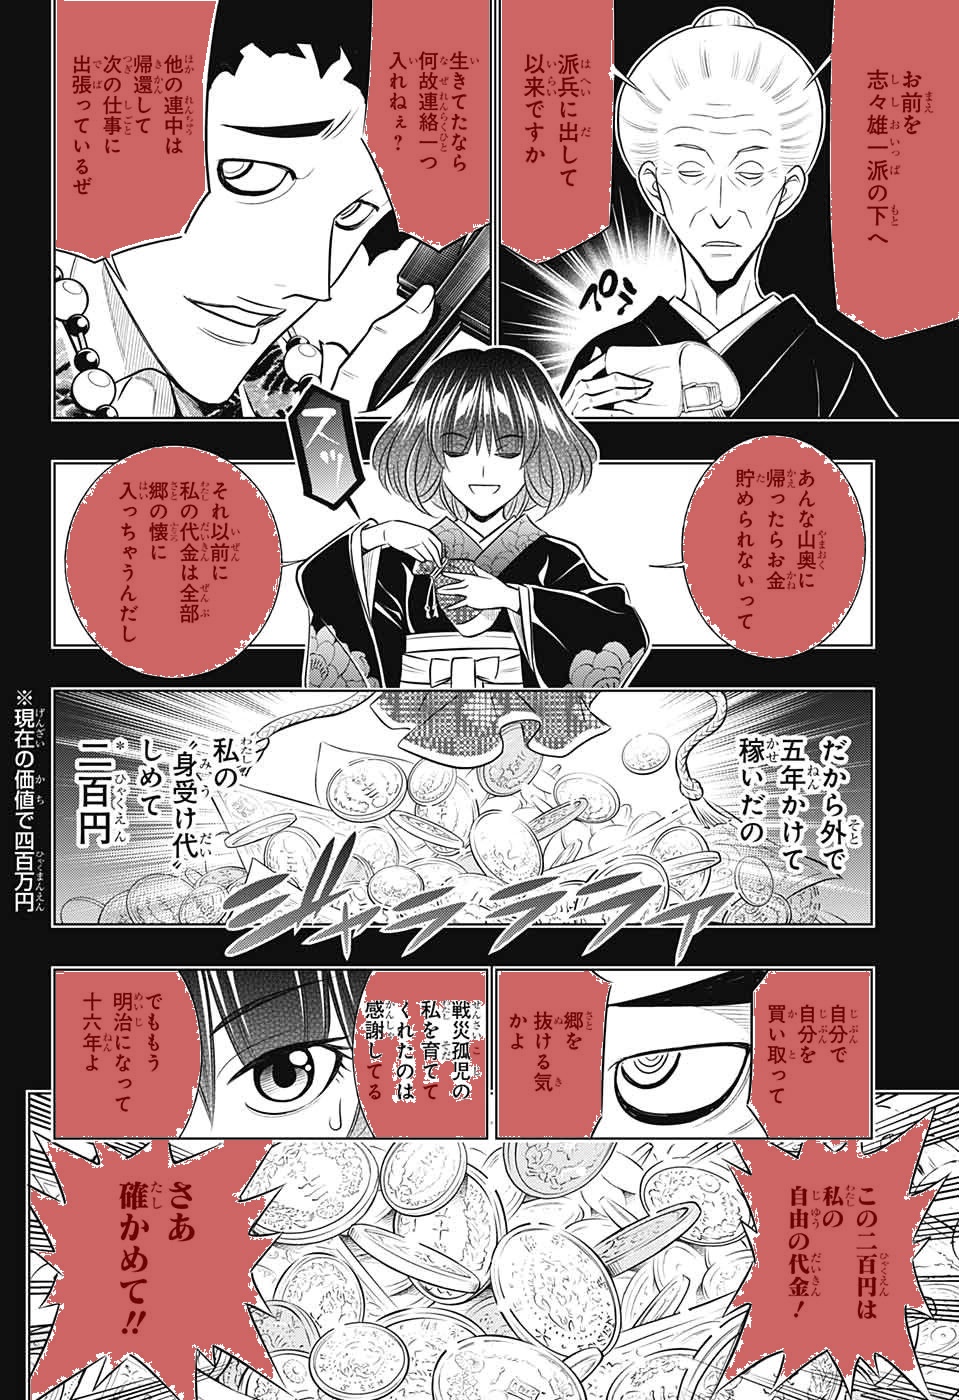 お前を
志々雄一派の下へ
派兵に出して
以来ですか
プラ
生きてたなら
何故連絡一つ
入れねぇ?
他の連中は
帰還して
次の仕事に
出張っているぜ
あんな山奥に
帰ったらお金
貯められないって
スッ
それ以前に
私の代金は全部
郷の懐に
入っちゃうんだし
だから外で
五年かけて
稼いだの
私の
〝身受け代〟
しめて
二百円*
ジャララララァ
※現在の価値で四百万円
自分で
自分を
買い取って
郷を
抜ける気
かよ
戦災孤児の
私を育てて
くれたのは
感謝してる
でももう
明治になって
十六年よ
この二百円は
私の
自由の代金!
さあ
確かめて!!